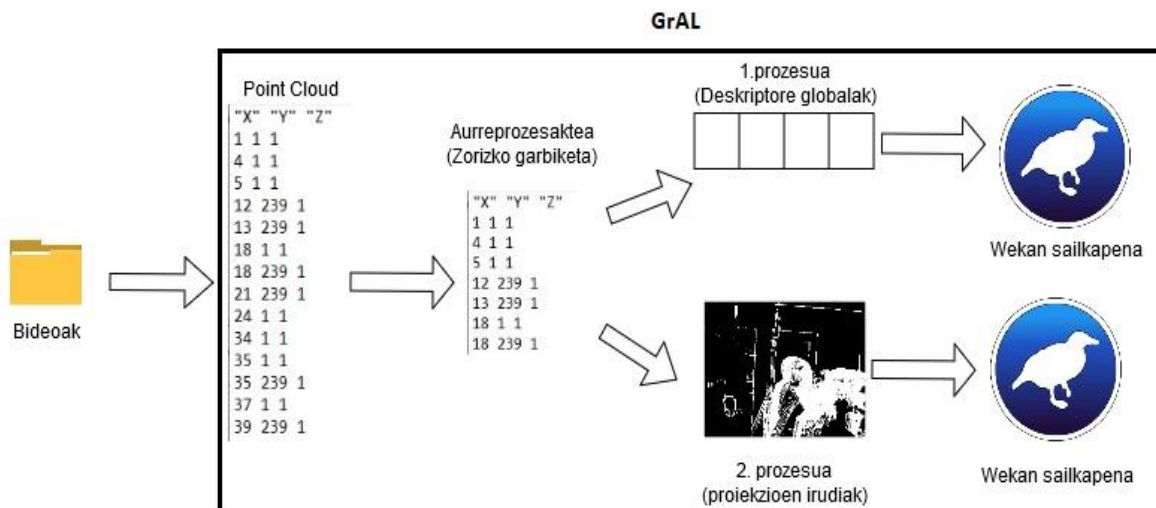 GrAL
Bideoak
Point Cloud
"X" "Y" "Z"
1 1 1
4 1 1
5 1 1
12 239 1
13 239 1
18 1 1
18 239 1
21 239 1
24 1 1
34 1 1
35 1 1
35 239 1
37 1 1
39 239 1
Aurreprozesaktea
(Zorizko garbiketa)
"X" "Y" "Z"
1 1 1
4 1 1
5 1 1
12 239 1
13 239 1
18 1 1
18 239 1
1.prozesua
(Deskriptore globalak)
Wekan sailkapena
2. prozesua
(proiekzioen irudiak)
Wekan sailkapena